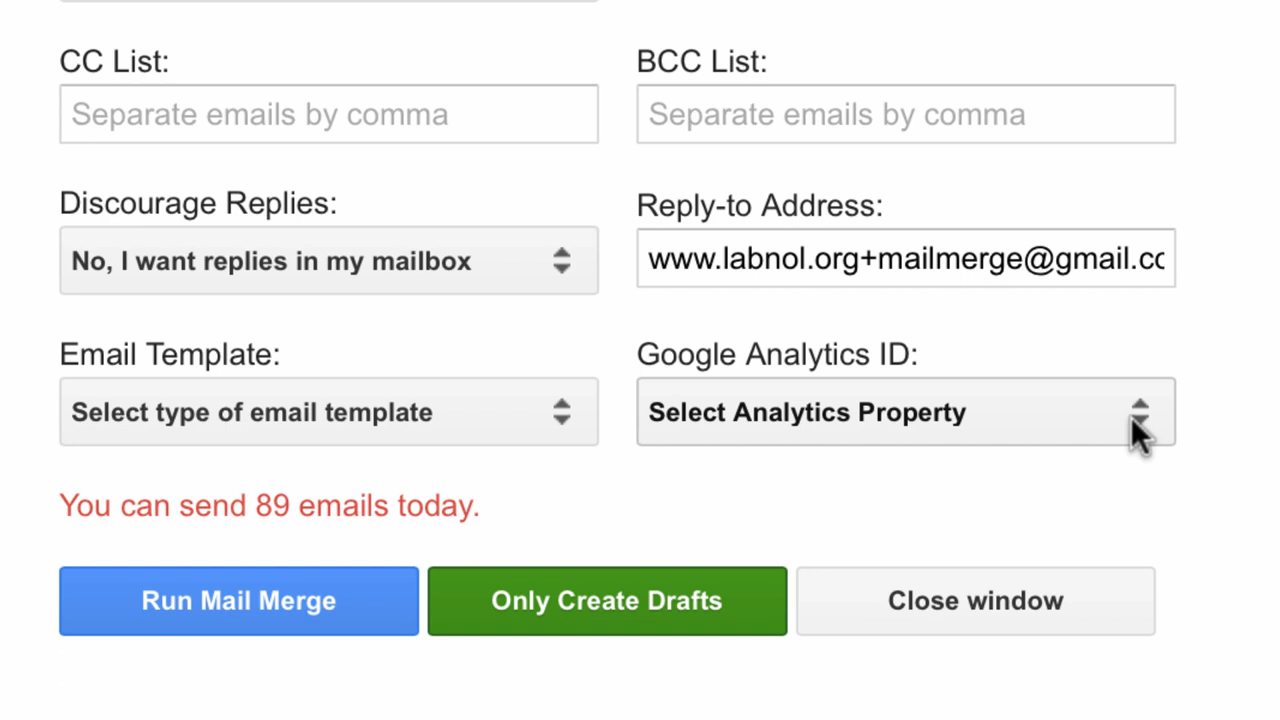 CC List:
BCC List:
Separate emails by comma
Separate emails by comma
Discourage Replies:
Reply-to Address:
No, I want replies in my mailbox
www.labnol.org+mailmerge@gmail.cc
Email Template:
Google Analytics ID:
Select type of email template
Select Analytics Property
You can send 89 emails today.
Run Mail Merge
Only Create Drafts
Close window